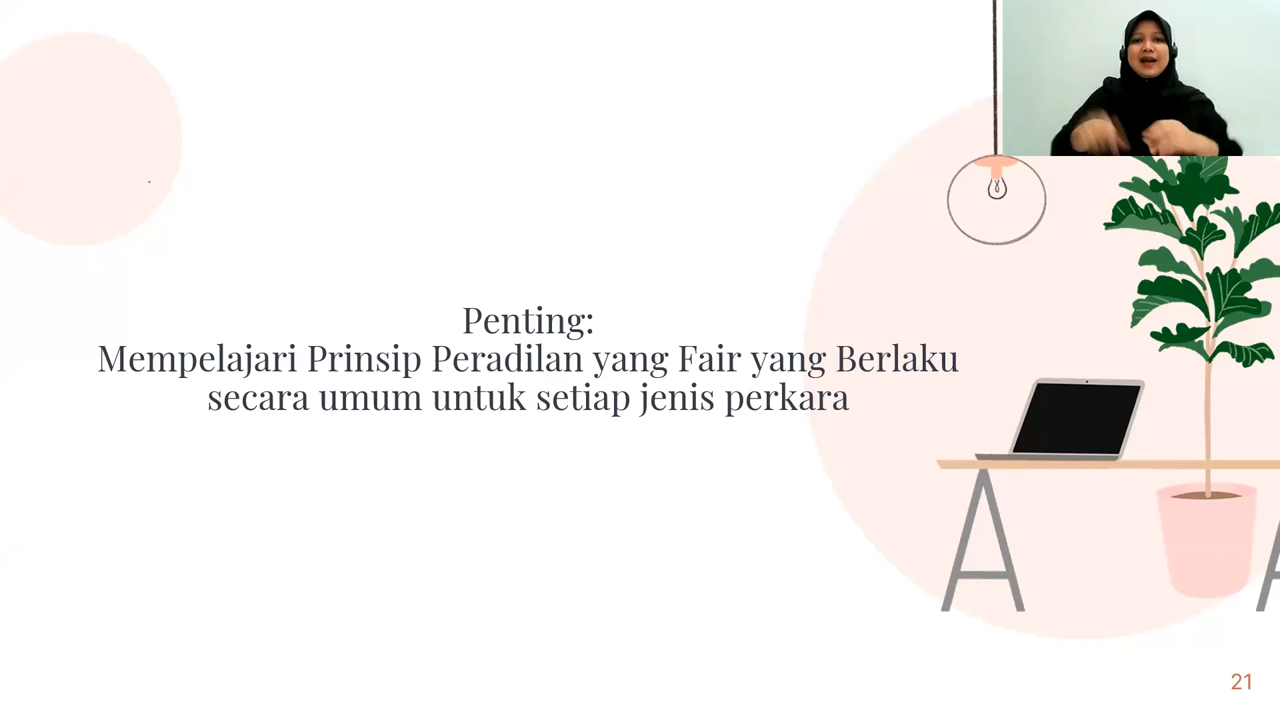 Penting:
Mempelajari Prinsip Peradilan yang Fair yang Berlaku
secara umum untuk setiap jenis perkara
21